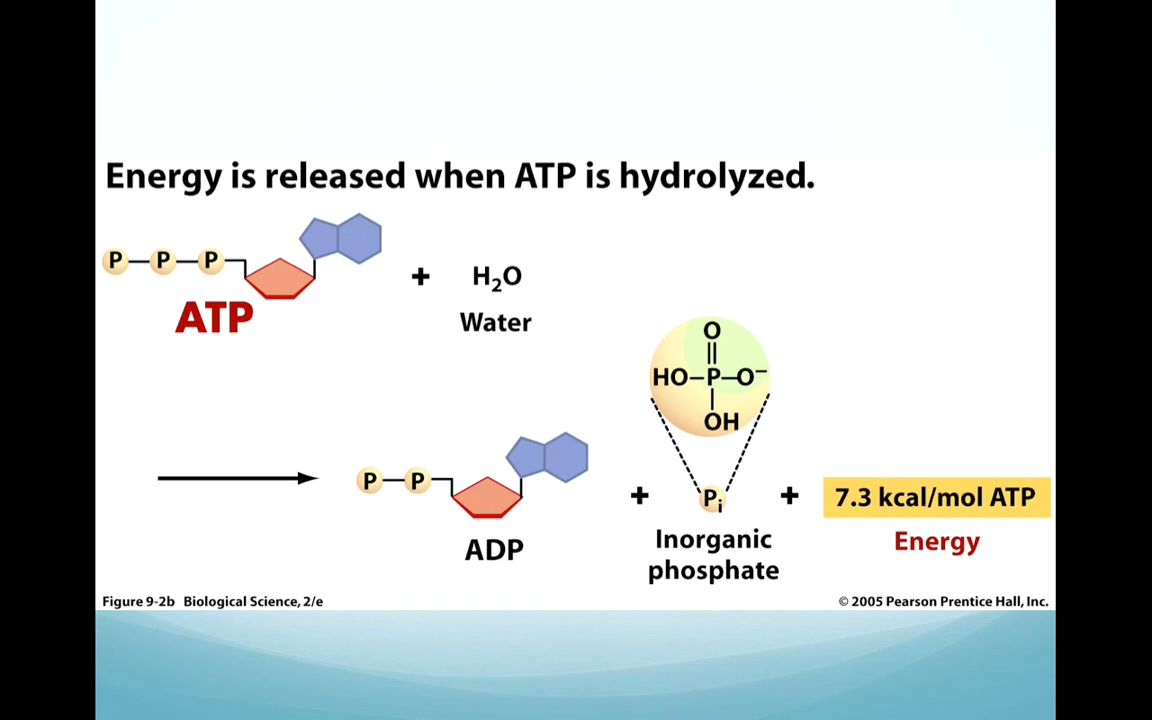 Energy is released when ATP is hydrolyzed.
P–P–P
ATP
+
H₂O
Water
O
HO–P–O⁻
OH
P–P
ADP
+
Pᵢ
+
Inorganic
phosphate
7.3 kcal/mol ATP
Energy
Figure 9-2b Biological Science, 2/e
© 2005 Pearson Prentice Hall, Inc.